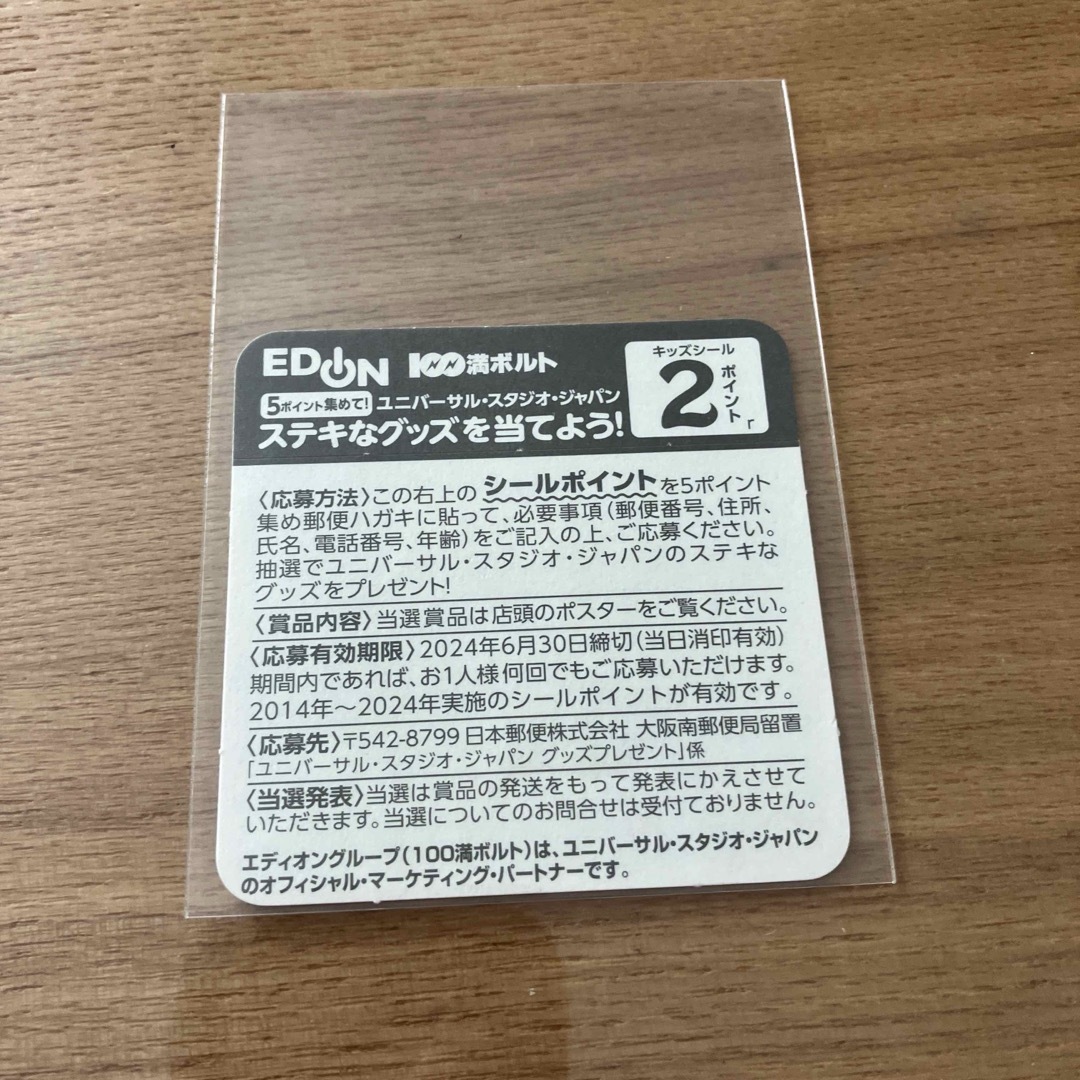 EDION 100満ボルト
キッズシール
2ポイント
「
5ポイント集めて! ユニバーサル・スタジオ・ジャパン
ステキなグッズを当てよう!
〈応募方法〉この右上の シールポイント を5ポイント
集め郵便ハガキに貼って、必要事項(郵便番号、住所、
氏名、電話番号、年齢)をご記入の上、ご応募ください。
抽選でユニバーサル・スタジオ・ジャパンのステキな
グッズをプレゼント!
〈賞品内容〉当選賞品は店頭のポスターをご覧ください。
〈応募有効期限〉2024年6月30日締切(当日消印有効)
期間内であれば、お1人様何回でもご応募いただけます。
2014年～2024年実施のシールポイントが有効です。
〈応募先〉〒542-8799 日本郵便株式会社 大阪南郵便局留置
「ユニバーサル・スタジオ・ジャパン グッズプレゼント」係
〈当選発表〉当選は賞品の発送をもって発表にかえさせて
いただきます。当選についてのお問合せは受付ておりません。
エディオングループ(100満ボルト)は、ユニバーサル・スタジオ・ジャパン
のオフィシャル・マーケティング・パートナーです。